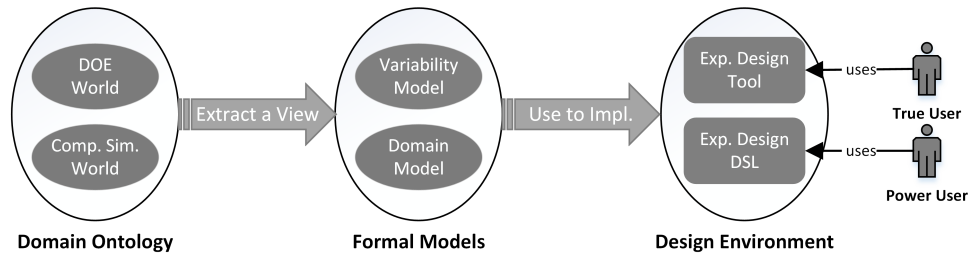 DOE
World
Comp. Sim.
World
Extract a View
Variability
Model
Domain
Model
Use to Impl.
Exp. Design
Tool
Exp. Design
DSL
uses
True User
uses
Power User
Domain Ontology
Formal Models
Design Environment